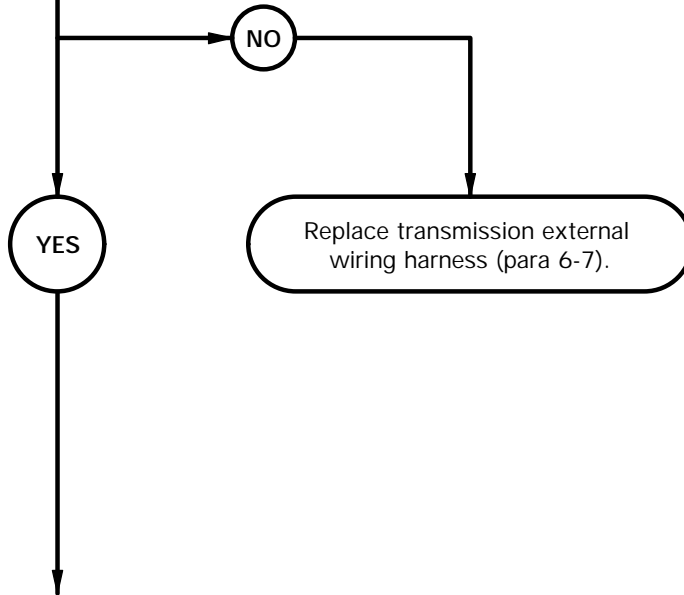 NO
YES
Replace transmission external
wiring harness (para 6-7).